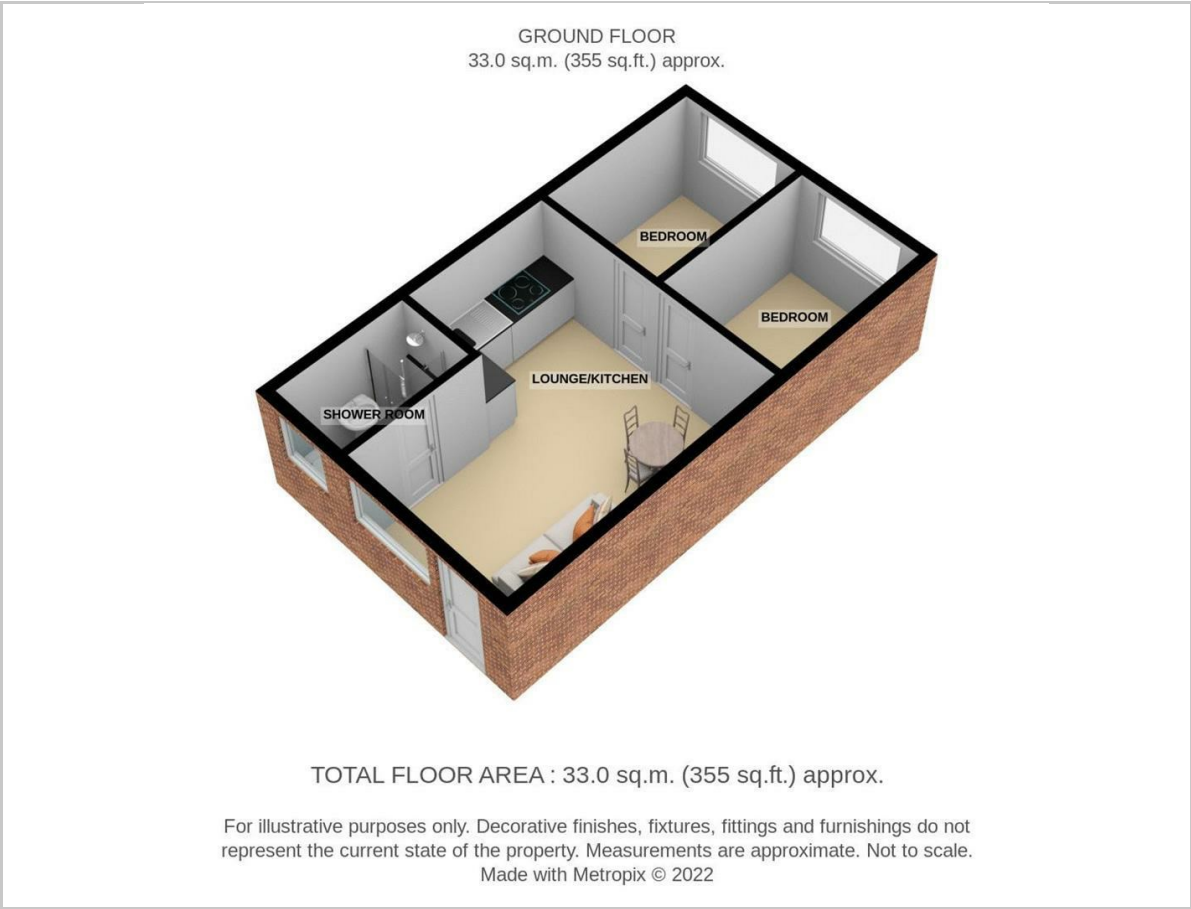 GROUND FLOOR
33.0 sq.m. (355 sq.ft.) approx.
BEDROOM
BEDROOM
LOUNGE/KITCHEN
SHOWER ROOM
TOTAL FLOOR AREA : 33.0 sq.m. (355 sq.ft.) approx.
For illustrative purposes only. Decorative finishes, fixtures, fittings and furnishings do not
represent the current state of the property. Measurements are approximate. Not to scale.
Made with Metropix © 2022